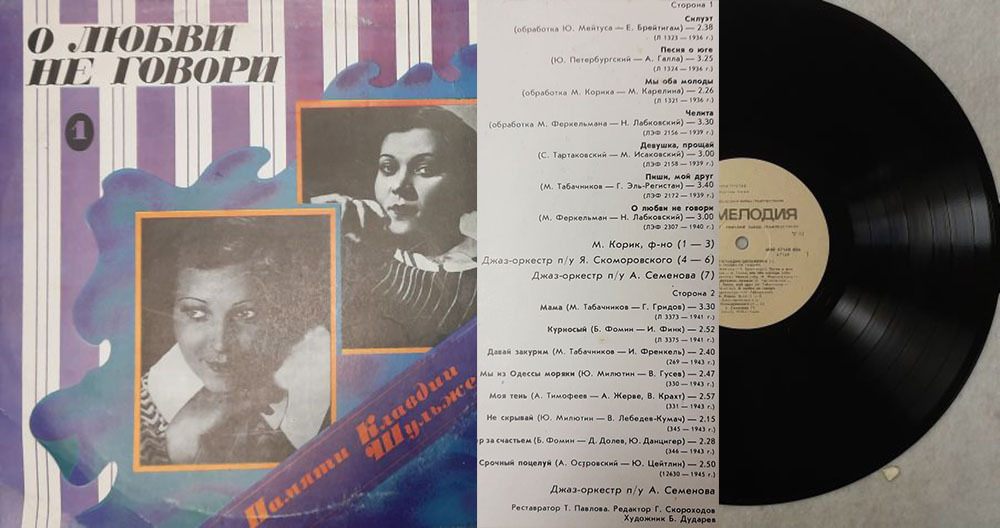 О ЛЮБВИ
НЕ ГОВОРИ
1
Памяти Клавдии
Шульже
Сторона 1
Силуэт
(обработка Ю. Мейтуса — Е. Брейтигам) — 2.38
(Л 1323 — 1936 г.)
Песня о юге
(Ю. Петербургский — А. Галла) — 3.25
(Л 1324 — 1936 г.)
Мы оба молоды
(обработка М. Корика — М. Карелина) — 2.26
(Л 1321 — 1936 г.)
Челита
(обработка М. Феркельмана — Н. Лабковский) — 3.30
(ЛЭФ 2156 — 1939 г.)
Девушка, прощай
(С. Тартаковский — М. Исаковский) — 3.00
(ЛЭФ 2158 — 1939 г.)
Пиши, мой друг
(М. Табачников — Г. Эль-Регистан) — 3.40
(ЛЭФ 2172 — 1939 г.)
О любви не говори
(М. Феркельман — Н. Лабковский) — 3.00
(ЛЭФ 2307 — 1940 г.)
М. Корик, ф-но (1 — 3)
Джаз-оркестр п/у Я. Скоморовского (4 — 6)
Джаз-оркестр п/у А. Семенова (7)
Сторона 2
Мама (М. Табачников — Г. Гридов) — 3.30
(Л 3373 — 1941 г.)
Курносый (Б. Фомин — И. Финк) — 2.52
(Л 3375 — 1941 г.)
Давай закурим (М. Табачников — И. Френкель) — 2.40
(269 — 1943 г.)
Мы из Одессы моряки (Ю. Милютин — В. Гусев) — 2.47
(330 — 1943 г.)
Моя тень (А. Тимофеев — А. Жерве, В. Крахт) — 2.57
(331 — 1943 г.)
Не скрывай (Ю. Милютин — В. Лебедев-Кумач) — 2.15
(345 — 1943 г.)
ор за счастьем (Б. Фомин — Д. Долев, Ю. Данцигер) — 2.28
(346 — 1943 г.)
Срочный поцелуй (А. Островский — Ю. Цейтлин) — 2.50
(12630 — 1945 г.)
Джаз-оркестр п/у А. Семенова
Реставратор Т. Павлова. Редактор Г. Скороходов
Художник Б. Дударев
МЕЛОДИЯ